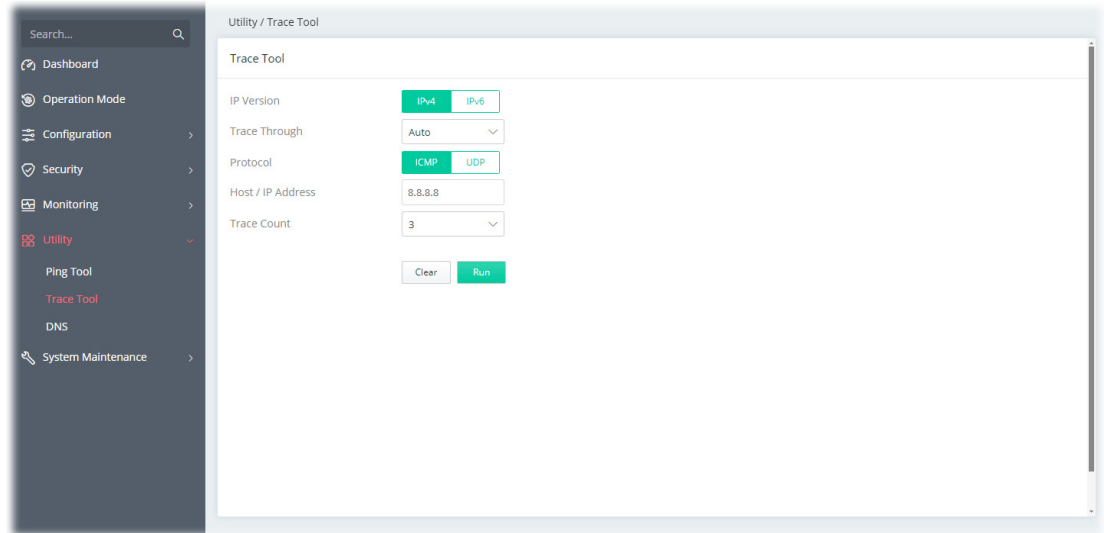 Search...
Dashboard
Operation Mode
Configuration
Security
Monitoring
Utility
Ping Tool
Trace Tool
DNS
System Maintenance
Utility / Trace Tool
Trace Tool
IP Version IPv4 IPv6
Trace Through Auto
Protocol ICMP UDP
Host / IP Address 8.8.8.8
Trace Count 3
Clear Run